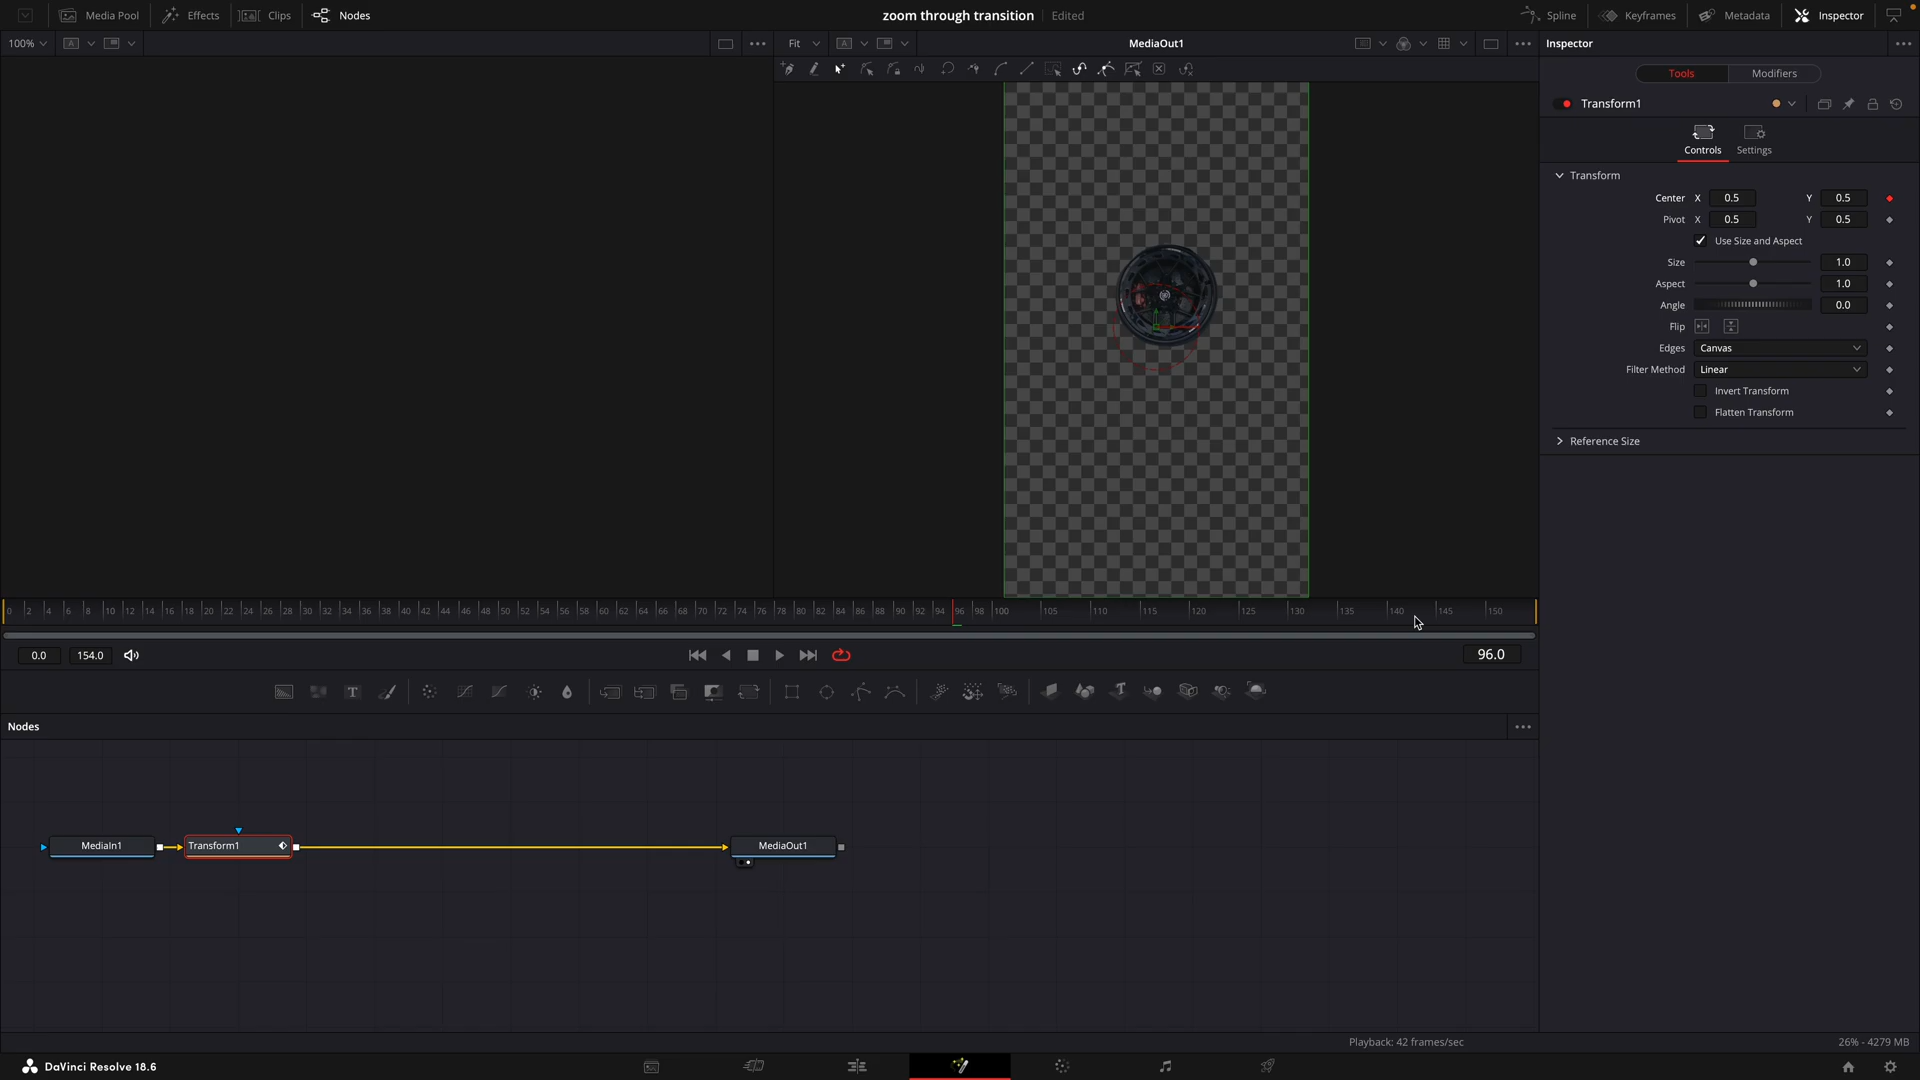 Media Pool Effects Clips Nodes zoom through transition Edited Spline Keyframes Metadata Inspector
100% A Fit A MediaOut1 Inspector
Tools Modifiers
Transform1
Controls Settings
Transform
Center X 0.5 Y 0.5
Pivot X 0.5 Y 0.5
Use Size and Aspect
Size 1.0
Aspect 1.0
Angle 0.0
Flip
Edges Canvas
Filter Method Linear
Invert Transform
Flatten Transform
Reference Size
0 2 4 6 8 10 12 14 16 18 20 22 24 26 28 30 32 34 36 38 40 42 44 46 48 50 52 54 56 58 60 62 64 66 68 70 72 74 76 78 80 82 84 86 88 90 92 94 96 98 100 105 110 115 120 125 130 135 140 145 150
0.0 154.0 96.0
T T
Nodes
MediaIn1 Transform1 MediaOut1
Playback: 42 frames/sec 26% - 4279 MB
DaVinci Resolve 18.6